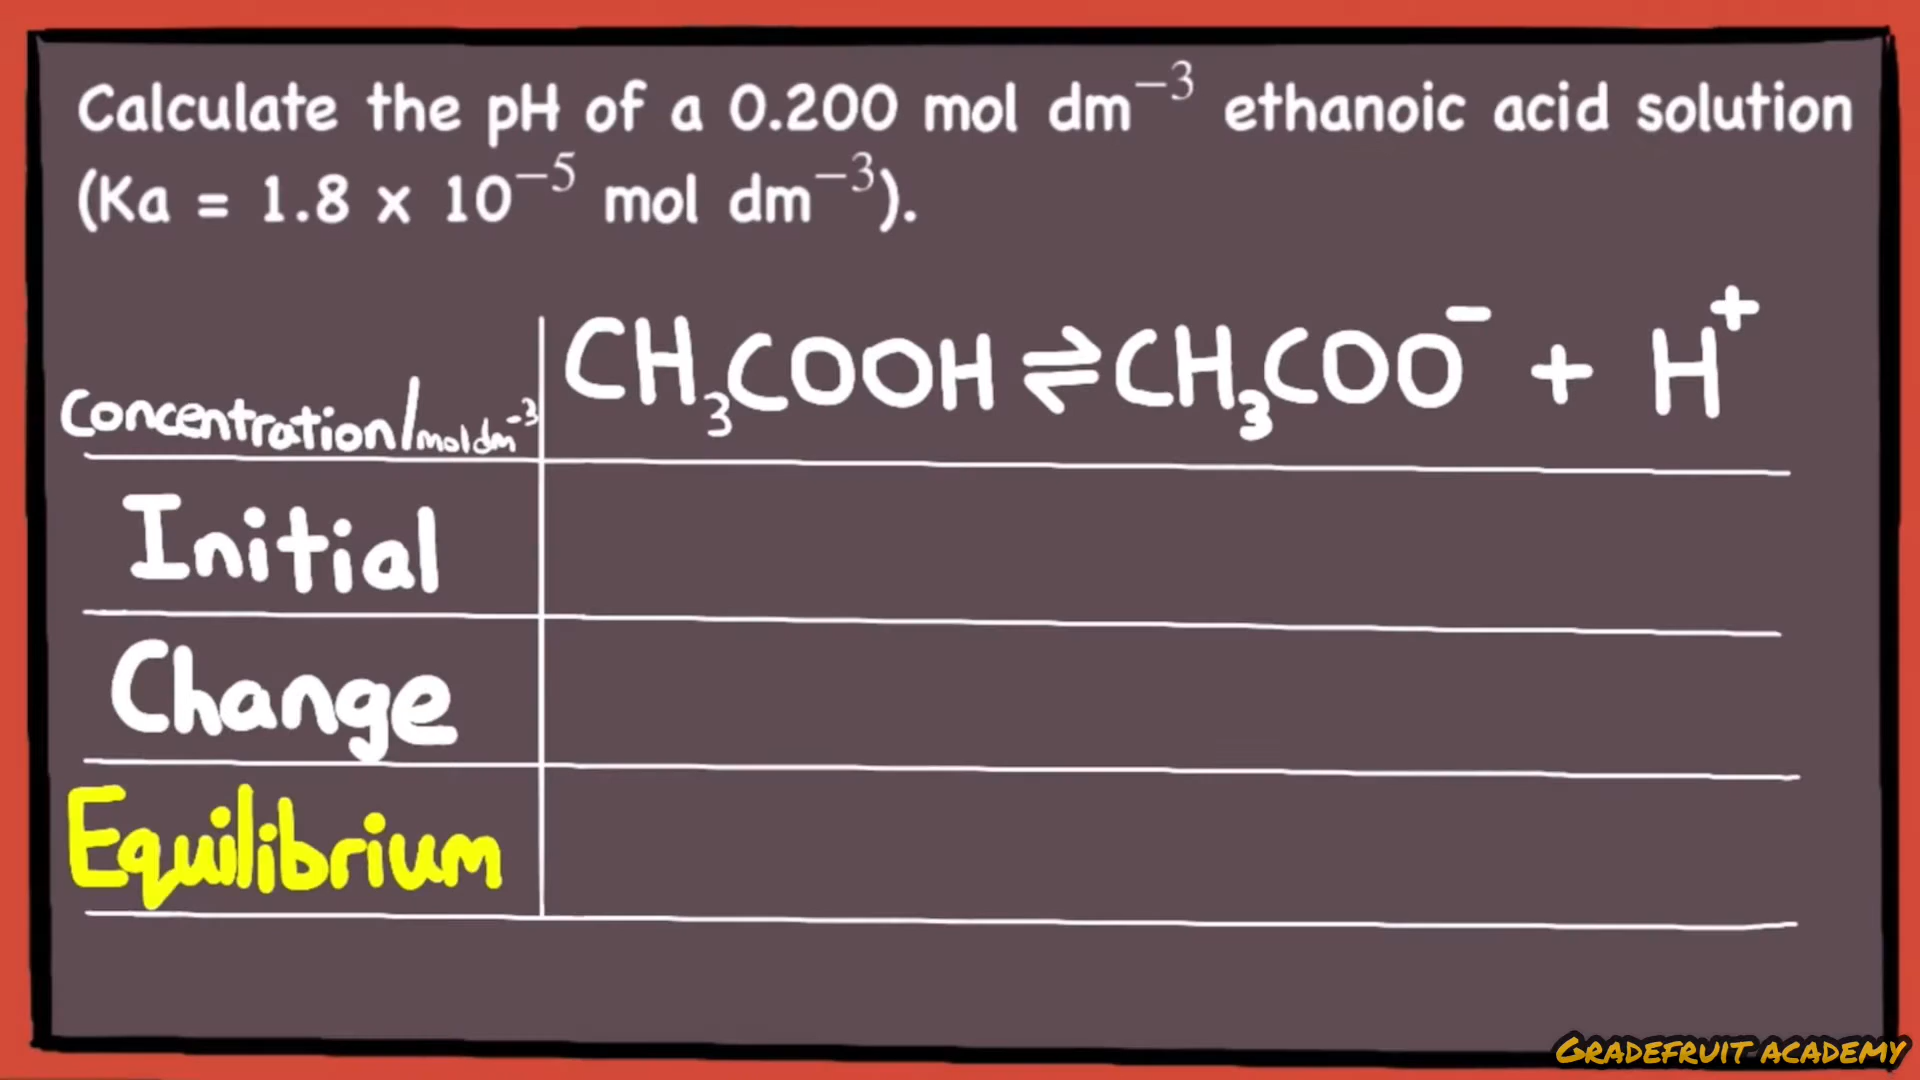 Calculate the pH of a 0.200 mol dm⁻³ ethanoic acid solution
(Ka = 1.8 x 10⁻⁵ mol dm⁻³).
CH₃COOH ⇌ CH₃COO⁻ + H⁺
Concentration/mol dm⁻³
Initial
Change
Equilibrium
GRADEFRUIT ACADEMY